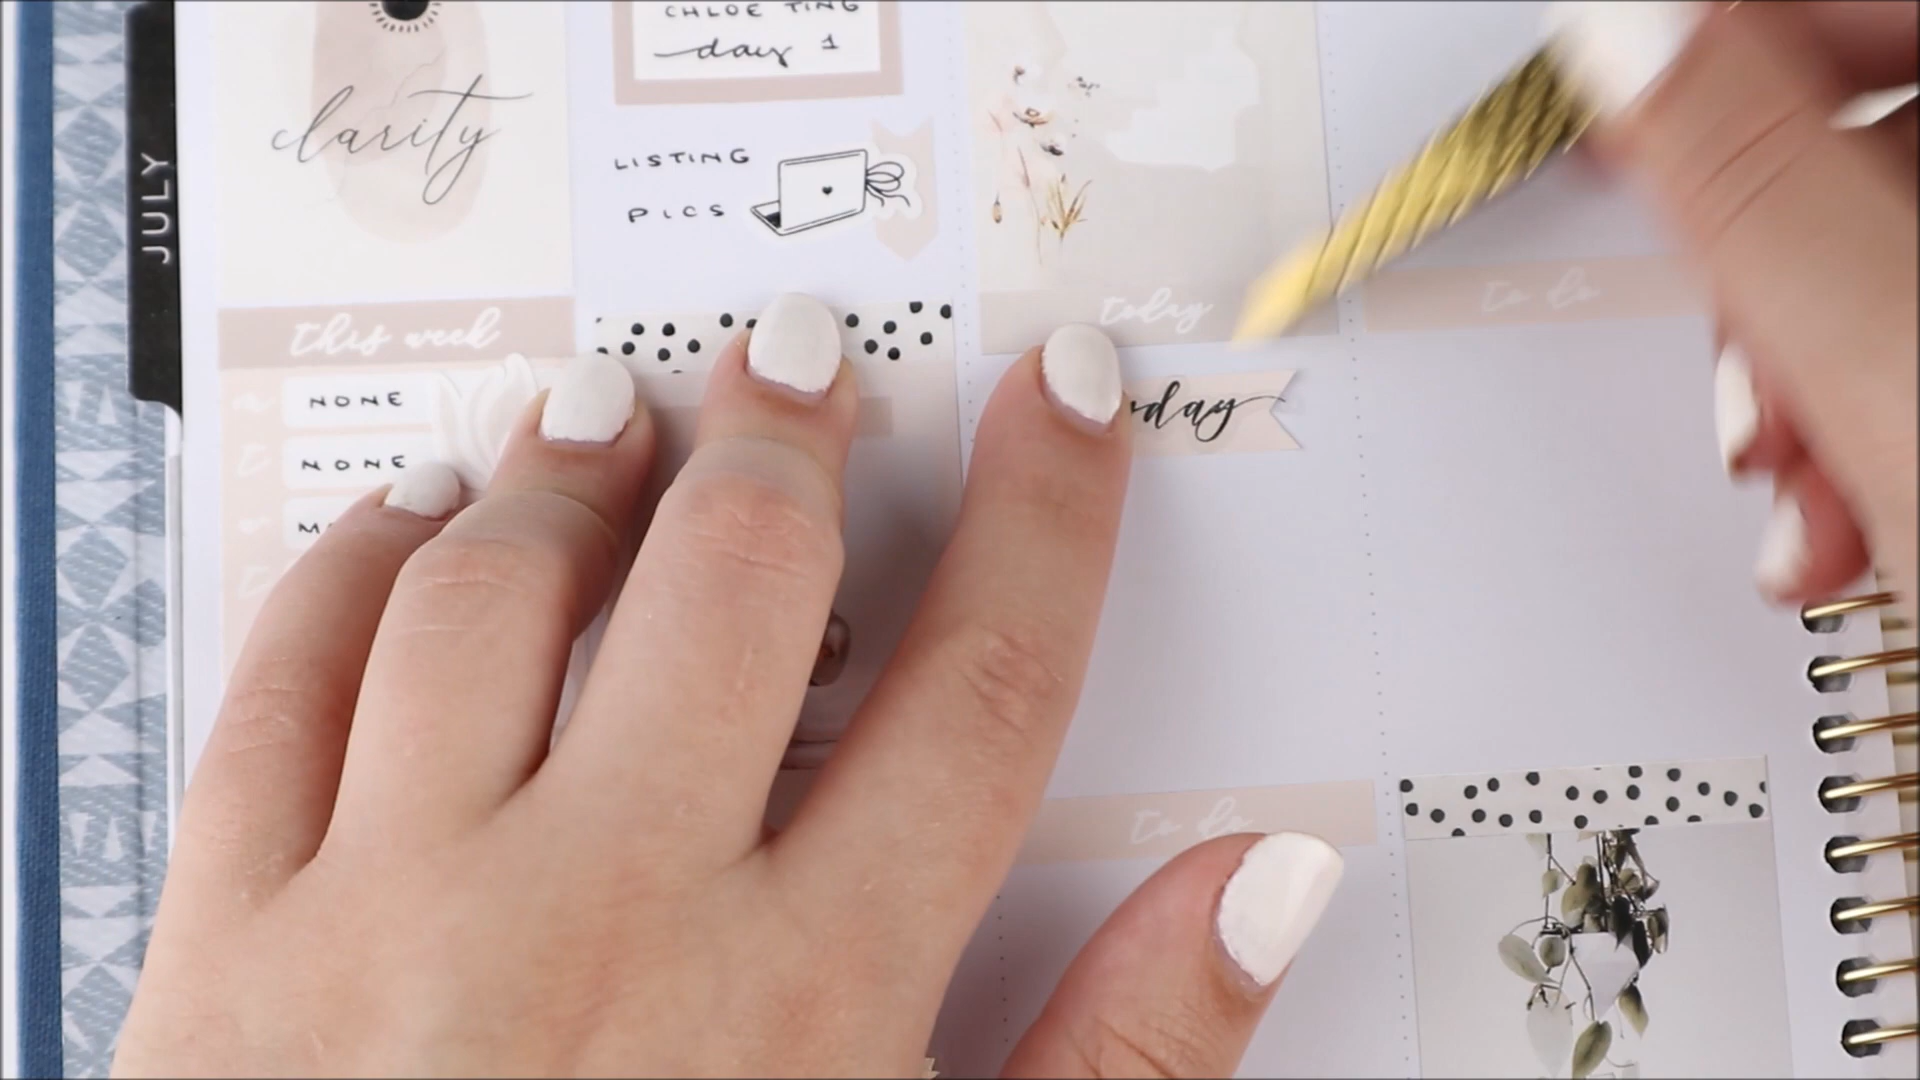 JULY
clarity
CHLOE TING
day 1
LISTING
PICS
this week
NONE
NONE
today
to do
to do